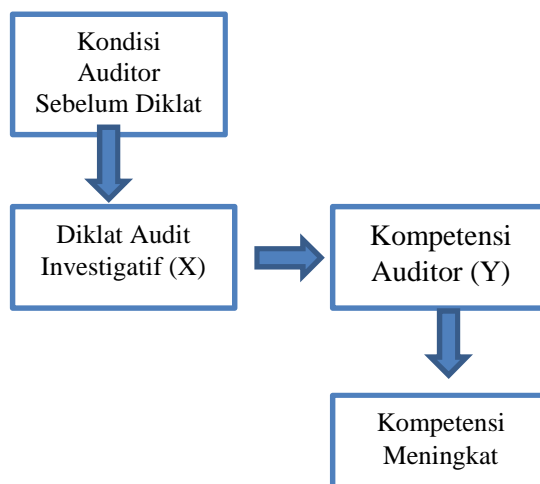 Kondisi
Auditor
Sebelum Diklat
Diklat Audit
Investigatif (X)
Kompetensi
Auditor (Y)
Kompetensi
Meningkat